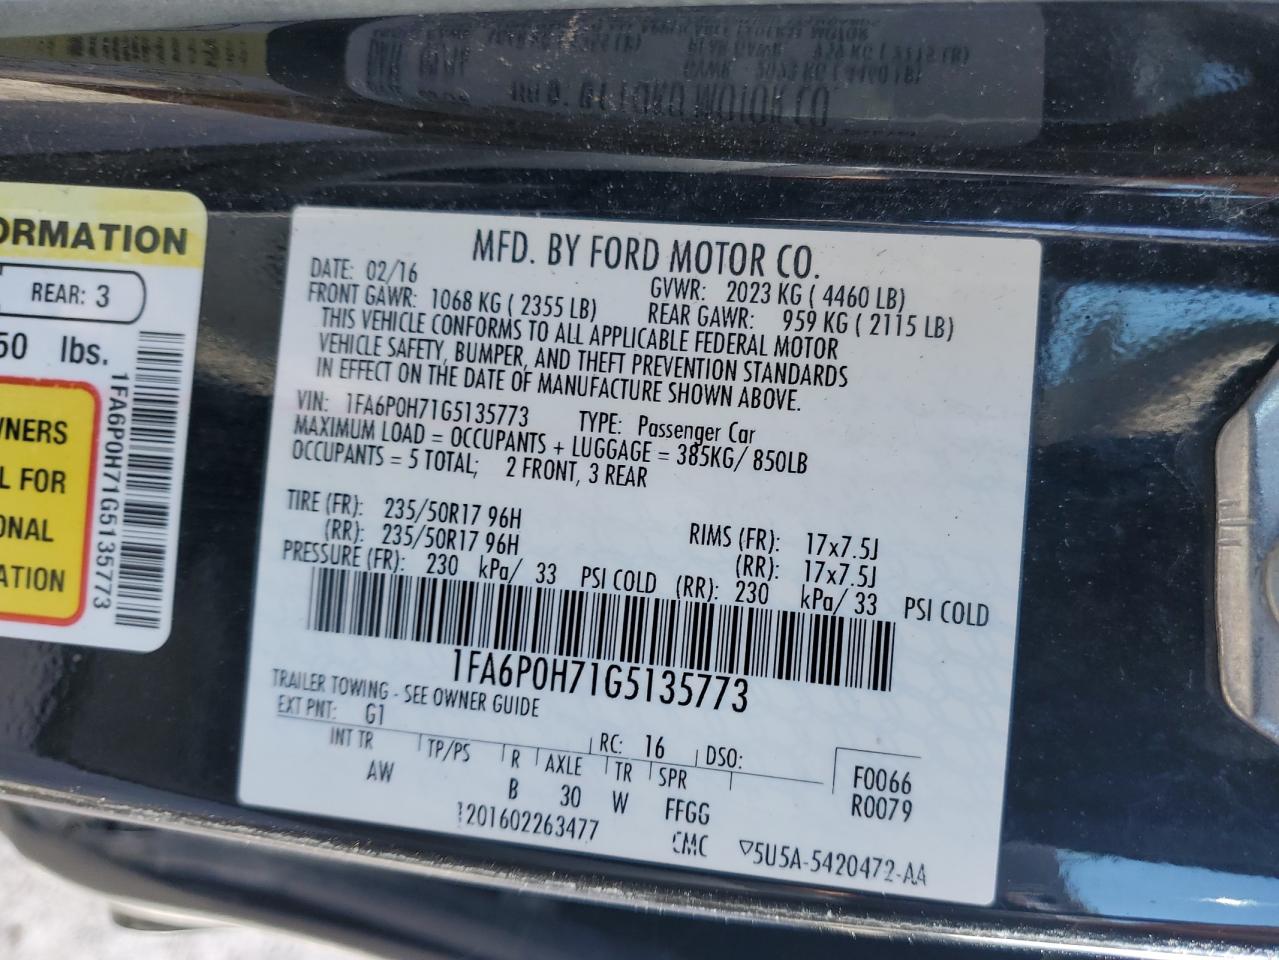 MFD. BY FORD MOTOR CO.
DATE: 02/16 GVWR: 2023 KG ( 4460 LB)
FRONT GAWR: 1068 KG ( 2355 LB) REAR GAWR: 959 KG ( 2115 LB)
THIS VEHICLE CONFORMS TO ALL APPLICABLE FEDERAL MOTOR
VEHICLE SAFETY, BUMPER, AND THEFT PREVENTION STANDARDS
IN EFFECT ON THE DATE OF MANUFACTURE SHOWN ABOVE.
VIN: 1FA6P0H71G5135773 TYPE: Passenger Car
MAXIMUM LOAD = OCCUPANTS + LUGGAGE = 385KG/ 850LB
OCCUPANTS = 5 TOTAL; 2 FRONT, 3 REAR
TIRE (FR): 235/50R17 96H RIMS (FR): 17x7.5J
(RR): 235/50R17 96H (RR): 17x7.5J
PRESSURE (FR): 230 kPa/ 33 PSI COLD (RR): 230 kPa/ 33 PSI COLD
1FA6P0H71G5135773
TRAILER TOWING - SEE OWNER GUIDE
EXT PNT: G1 RC: 16 DSO:
INT TR TP/PS R AXLE TR SPR F0066
AW B 30 W FFGG R0079
1201602263477 CMC ▽5U5A-5420472-AA
ORMATION
REAR: 3
50 lbs.
WNERS
L FOR
ONAL
ATION
1FA6P0H71G5135773